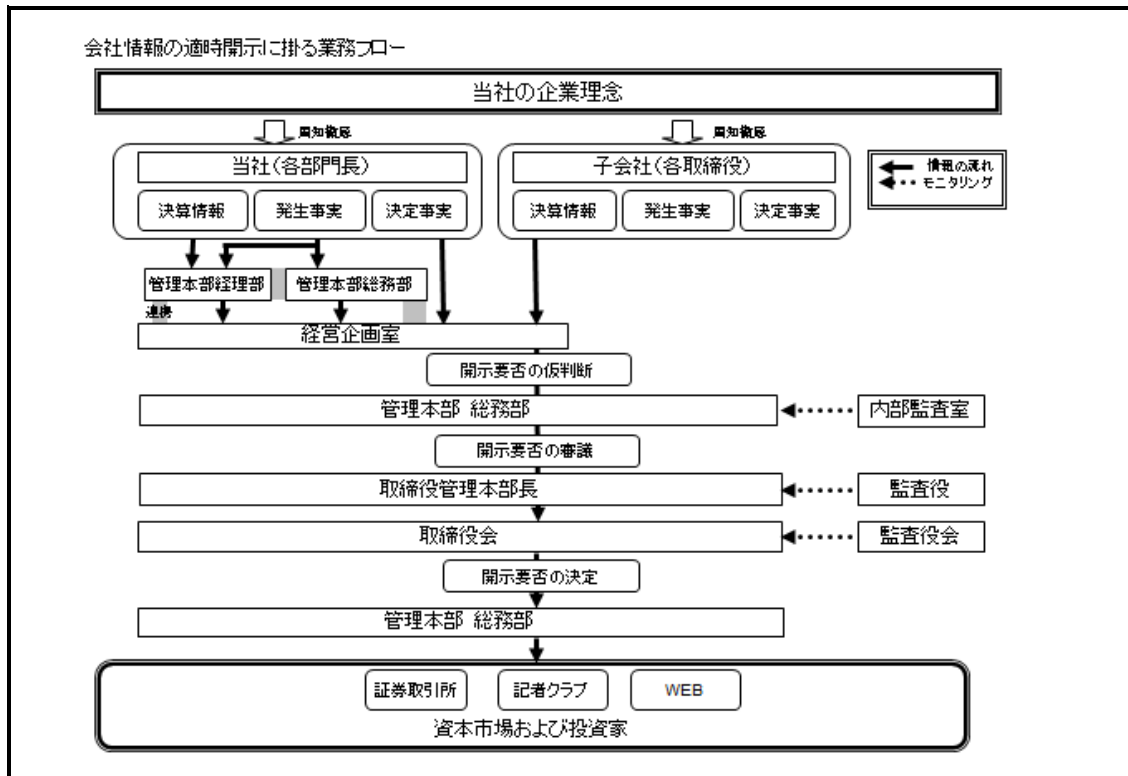 会社情報の適時開示に掛る業務フロー
当社の企業理念
周知徹底 周知徹底
当社(各部門長) 子会社(各取締役)
情報の流れ
モニタリング
決算情報 発生事実 決定事実 決算情報 発生事実 決定事実
管理本部経理部 管理本部総務部
連携
経営企画室
開示要否の仮判断
管理本部 総務部 内部監査室
開示要否の審議
取締役管理本部長 監査役
取締役会 監査役会
開示要否の決定
管理本部 総務部
証券取引所 記者クラブ WEB
資本市場および投資家